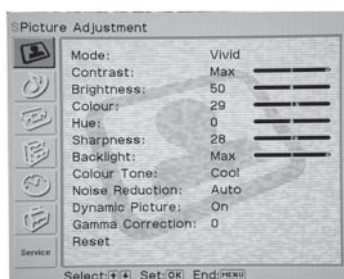 SPicture Adjustment
Mode: Vivid
Contrast: Max
Brightness: 50
Colour: 29
Hue: 0
Sharpness: 28
Backlight: Max
Colour Tone: Cool
Noise Reduction: Auto
Dynamic Picture: On
Gamma Correction: 0
Reset
Service
Select: Set:OK End:MENU